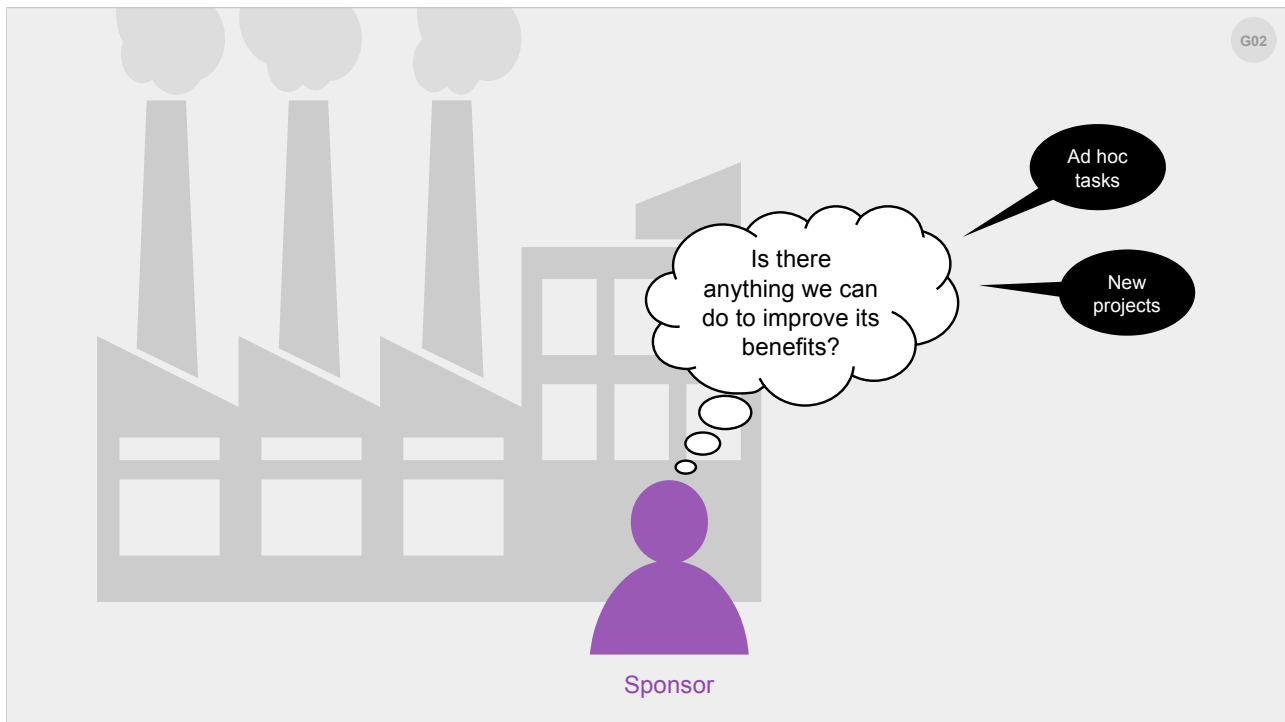 G02
Ad hoc
tasks
Is there
anything we can
do to improve its
benefits?
New
projects
Sponsor